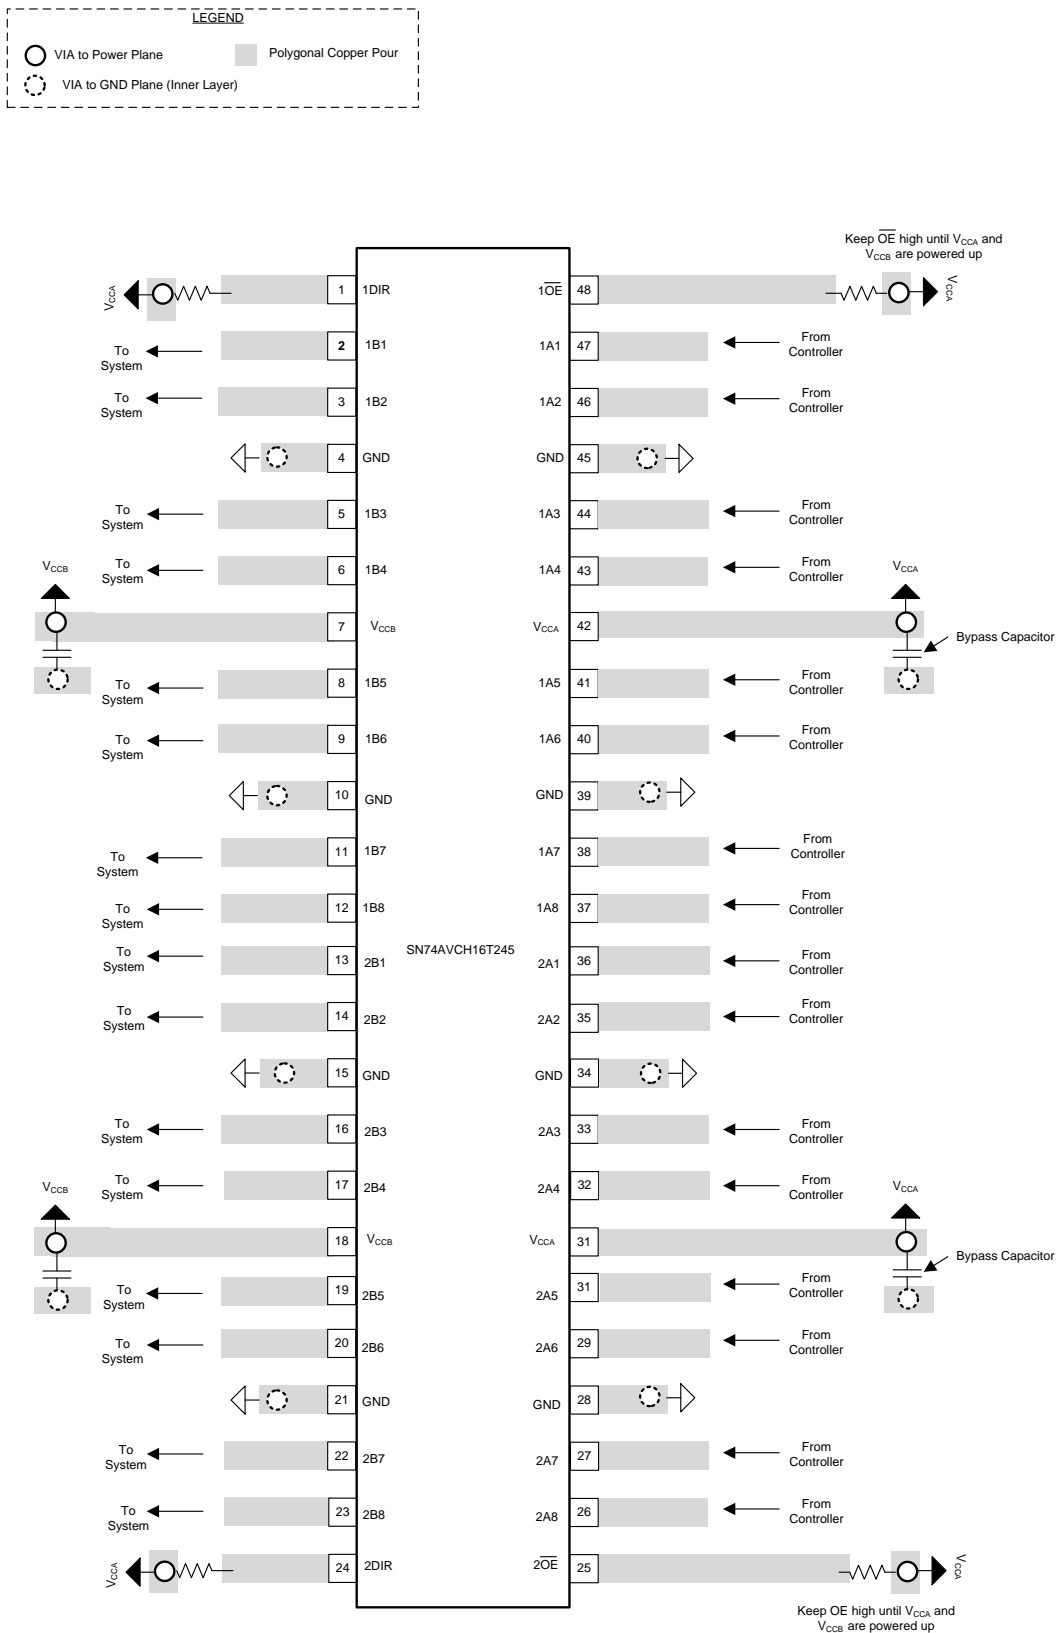 LEGEND
VIA to Power Plane
Polygonal Copper Pour
VIA to GND Plane (Inner Layer)
Keep OE high until VCCA and
VCCB are powered up
VCCA 1 1DIR 1OE 48 VCCA
To System 2 1B1 1A1 47 From Controller
To System 3 1B2 1A2 46 From Controller
4 GND GND 45
To System 5 1B3 1A3 44 From Controller
To System 6 1B4 1A4 43 From Controller
VCCB 7 VCCB VCCA 42 VCCA
Bypass Capacitor
To System 8 1B5 1A5 41 From Controller
To System 9 1B6 1A6 40 From Controller
10 GND GND 39
To System 11 1B7 1A7 38 From Controller
To System 12 1B8 1A8 37 From Controller
SN74AVCH16T245
To System 13 2B1 2A1 36 From Controller
To System 14 2B2 2A2 35 From Controller
15 GND GND 34
To System 16 2B3 2A3 33 From Controller
To System 17 2B4 2A4 32 From Controller
VCCB 18 VCCB VCCA 31 VCCA
Bypass Capacitor
To System 19 2B5 2A5 31 From Controller
To System 20 2B6 2A6 29 From Controller
21 GND GND 28
To System 22 2B7 2A7 27 From Controller
To System 23 2B8 2A8 26 From Controller
VCCA 24 2DIR 2OE 25 VCCA
Keep OE high until VCCA and
VCCB are powered up